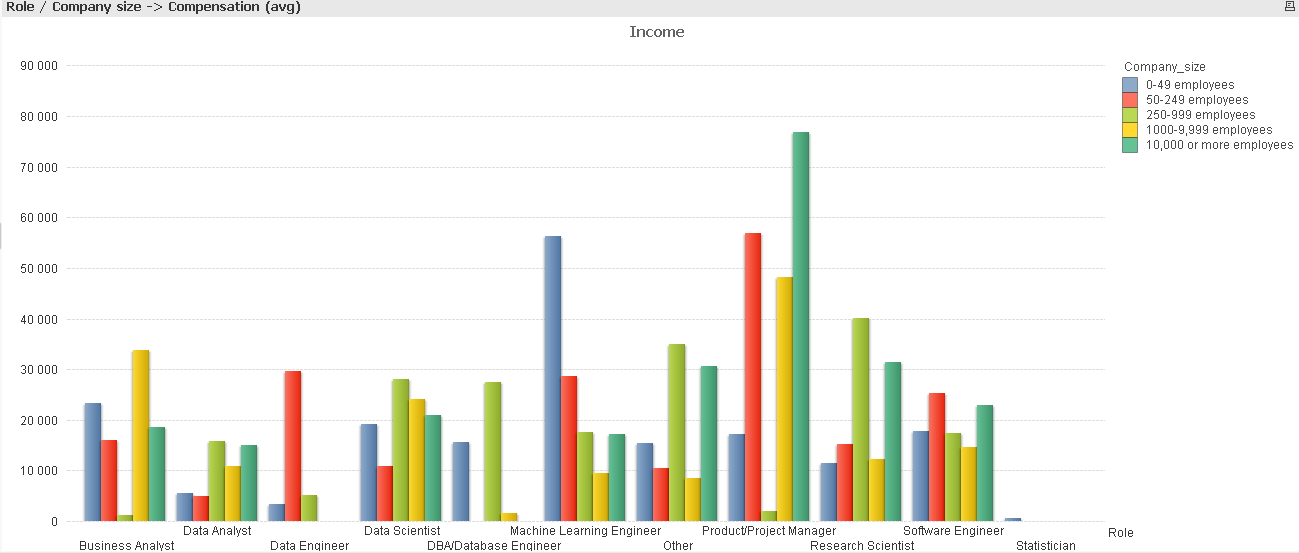 Role / Company size -> Compensation (avg)
Income
90 000
80 000
70 000
60 000
50 000
40 000
30 000
20 000
10 000
0
Company_size
0-49 employees
50-249 employees
250-999 employees
1000-9,999 employees
10,000 or more employees
Business Analyst
Data Analyst
Data Engineer
Data Scientist
DBA/Database Engineer
Machine Learning Engineer
Other
Product/Project Manager
Research Scientist
Software Engineer
Statistician
Role